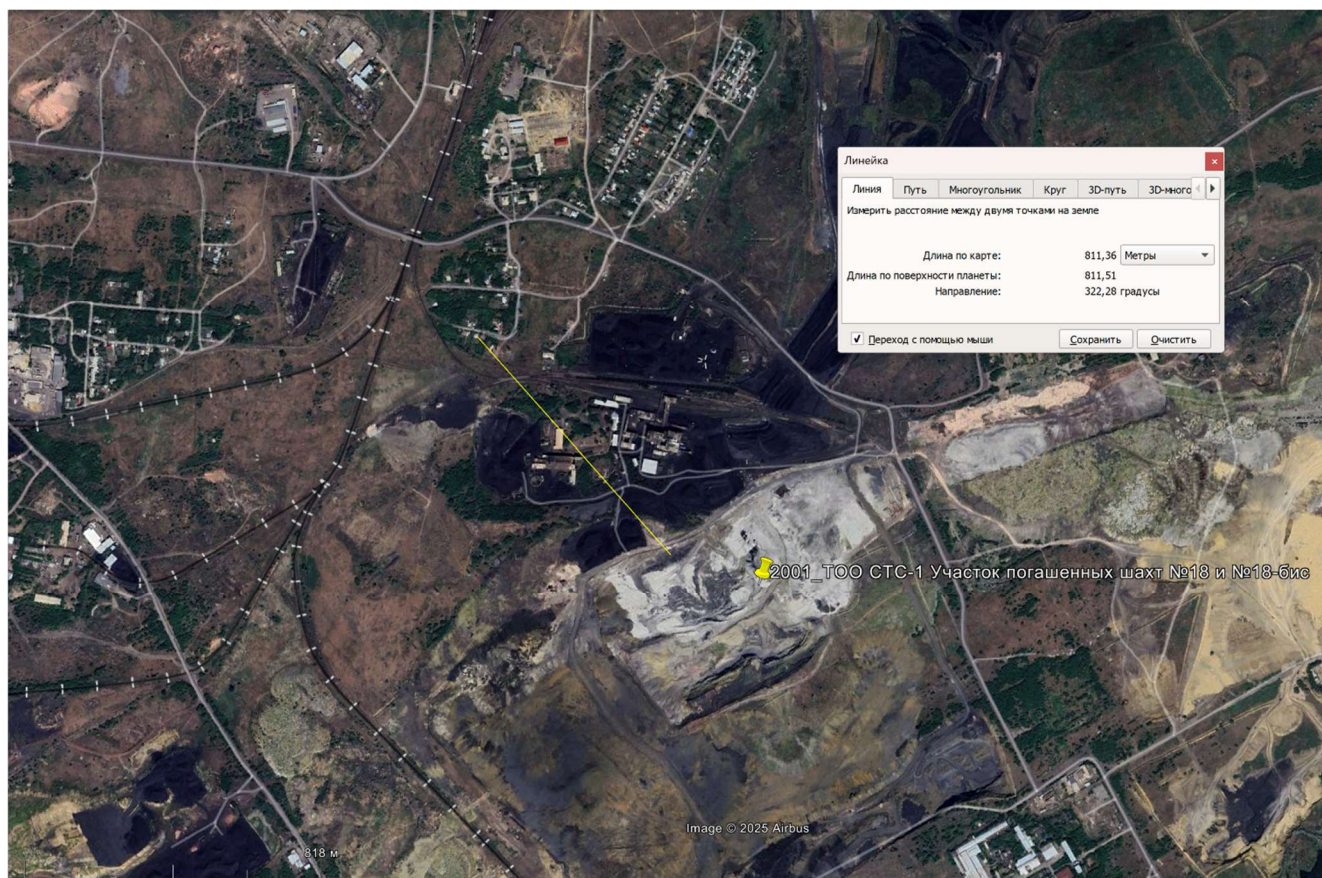 Линейка
Линия Путь Многоугольник Круг 3D-путь 3D-много
Измерить расстояние между двумя точками на земле
Длина по карте: 811,36 Метры
Длина по поверхности планеты: 811,51
Направление: 322,28 градусы
Переход с помощью мыши Сохранить Очистить
2001_ТОО СТС-1 Участок погашенных шахт №18 и №18-бис
Image © 2025 Airbus
818 м